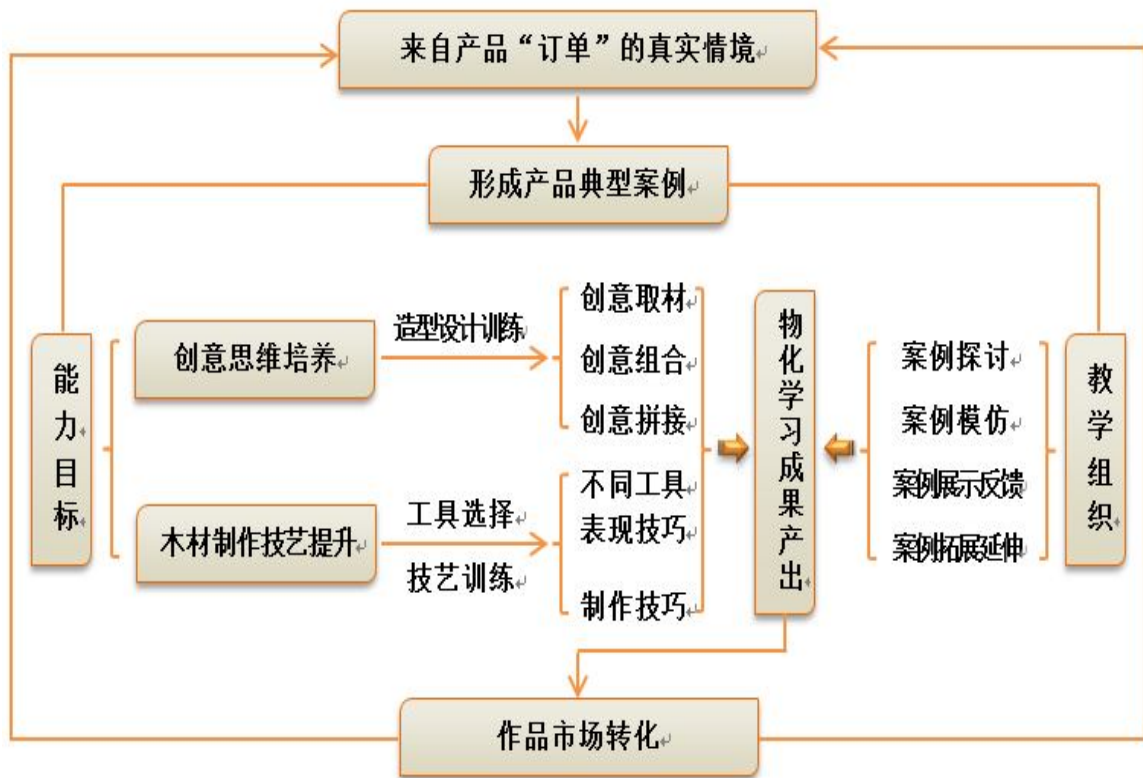 来自产品“订单”的真实情境
形成产品典型案例
能力目标
创意思维培养
造型设计训练
创意取材
创意组合
创意拼接
木材制作技艺提升
工具选择
技艺训练
不同工具
表现技巧
制作技巧
物化学习成果产出
案例探讨
案例模仿
案例展示反馈
案例拓展延伸
教学组织
作品市场转化